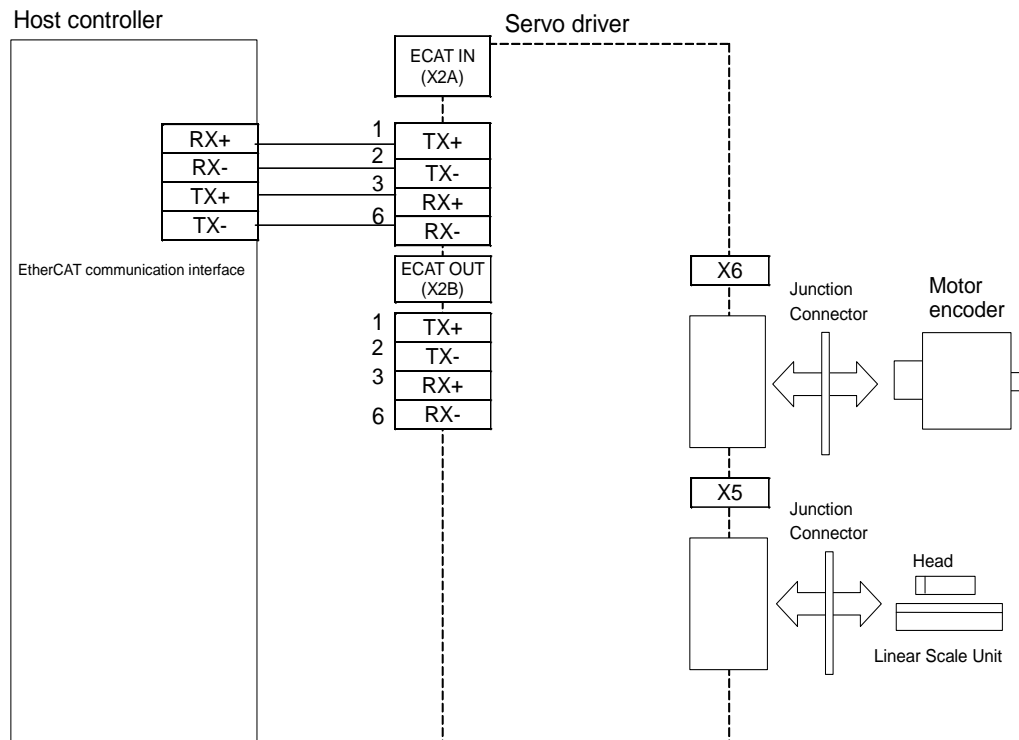 Host controller
Servo driver
ECAT IN
(X2A)
RX+
RX-
TX+
TX-
1
2
3
6
TX+
TX-
RX+
RX-
EtherCAT communication interface
ECAT OUT
(X2B)
1
2
3
6
TX+
TX-
RX+
RX-
X6
Junction
Connector
Motor
encoder
X5
Junction
Connector
Head
Linear Scale Unit